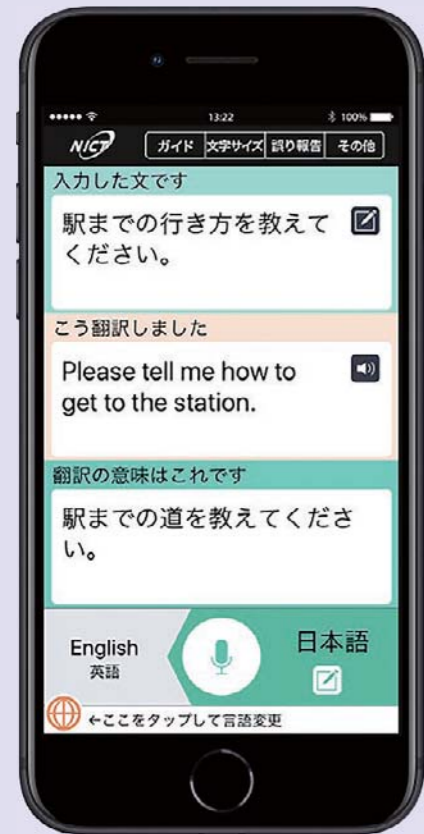 13:22
100%
NICT
ガイド 文字サイズ 誤り報告 その他
入力した文です
駅までの行き方を教えて
ください。
こう翻訳しました
Please tell me how to
get to the station.
翻訳の意味はこれです
駅までの道を教えてくださ
い。
English
英語
日本語
←ここをタップして言語変更